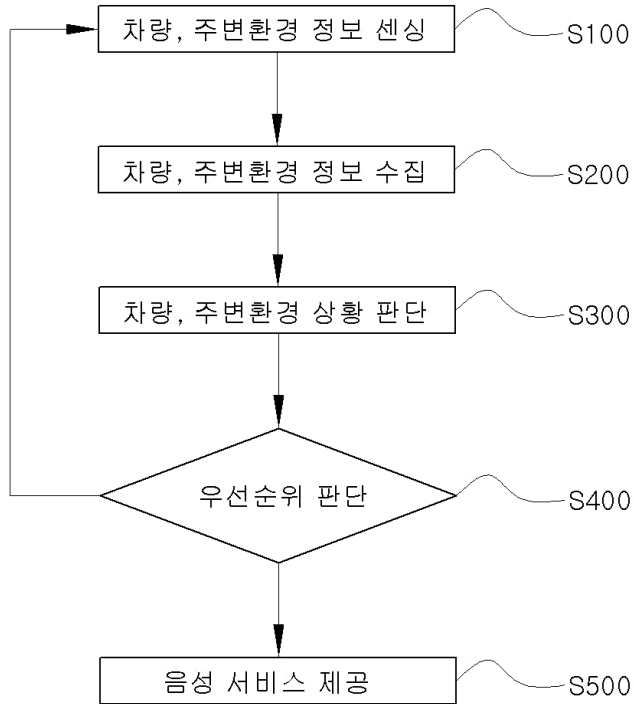 차량, 주변환경 정보 센싱
S100
차량, 주변환경 정보 수집
S200
차량, 주변환경 상황 판단
S300
우선순위 판단
S400
음성 서비스 제공
S500